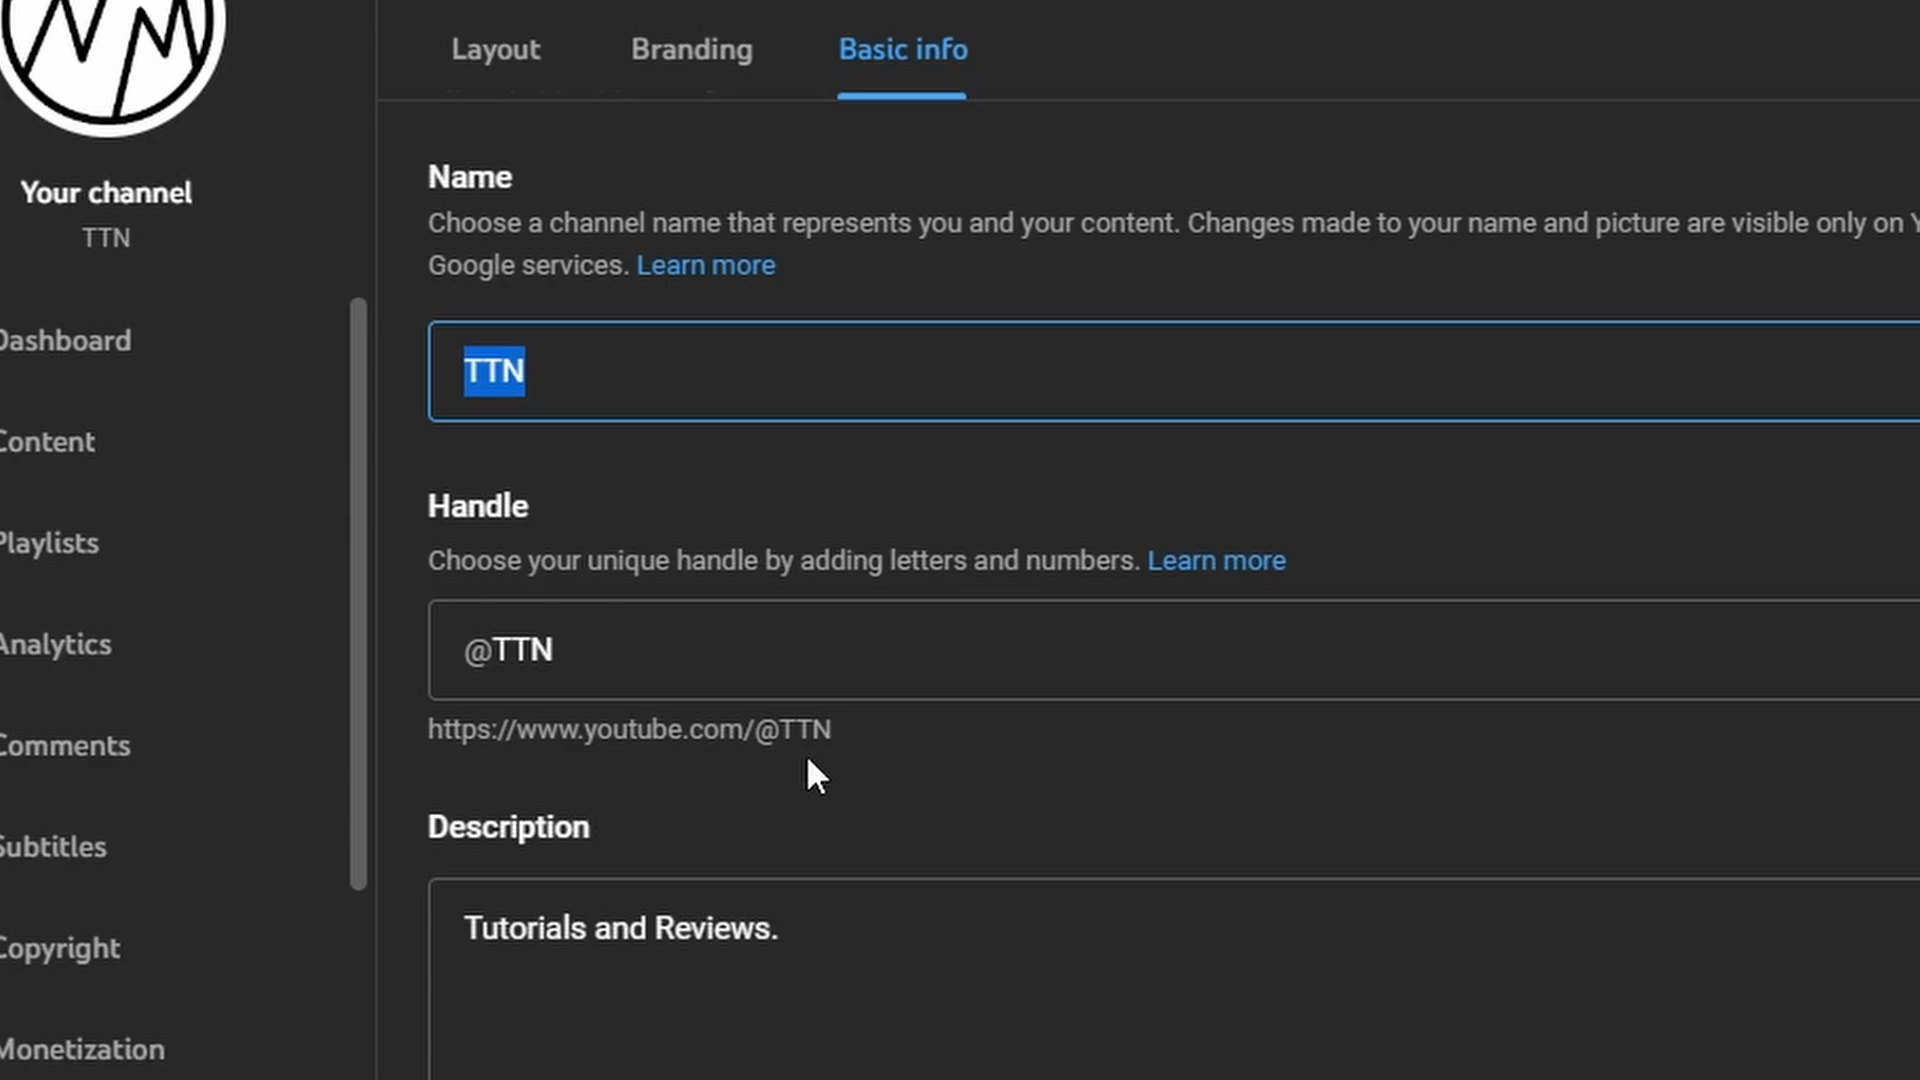 Layout
Branding
Basic info
Your channel
TTN
Dashboard
Content
Playlists
Analytics
Comments
Subtitles
Copyright
Monetization
Name
Choose a channel name that represents you and your content. Changes made to your name and picture are visible only on
Google services. Learn more
TTN
Handle
Choose your unique handle by adding letters and numbers. Learn more
@TTN
https://www.youtube.com/@TTN
Description
Tutorials and Reviews.